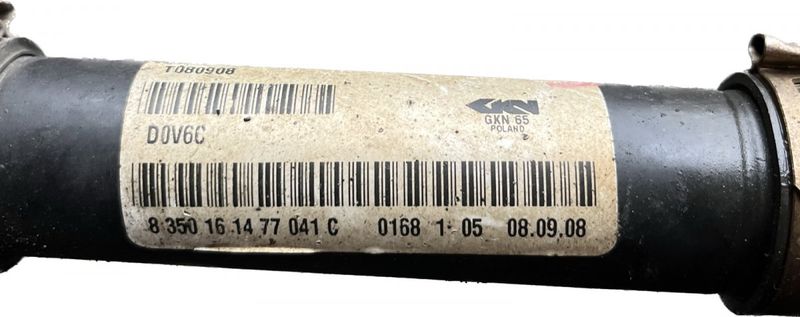 T080908
GKN
D0V6C
GKN 65
POLAND
8 350 16 14 77 041 C 0168 1 05 08.09.08